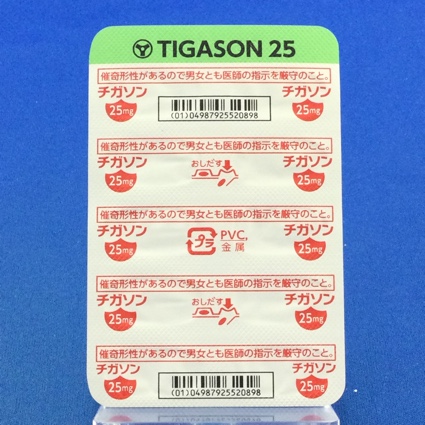 TIGASON 25
催奇形性があるので男女とも医師の指示を厳守のこと。
チガソン チガソン
25mg 25mg
(01)04987925520898
催奇形性があるので男女とも医師の指示を厳守のこと。
チガソン おしだす チガソン
25mg 25mg
催奇形性があるので男女とも医師の指示を厳守のこと。
チガソン プラ PVC, チガソン
25mg 金属 25mg
催奇形性があるので男女とも医師の指示を厳守のこと。
チガソン おしだす チガソン
25mg 25mg
催奇形性があるので男女とも医師の指示を厳守のこと。
チガソン チガソン
25mg 25mg
(01)04987925520898